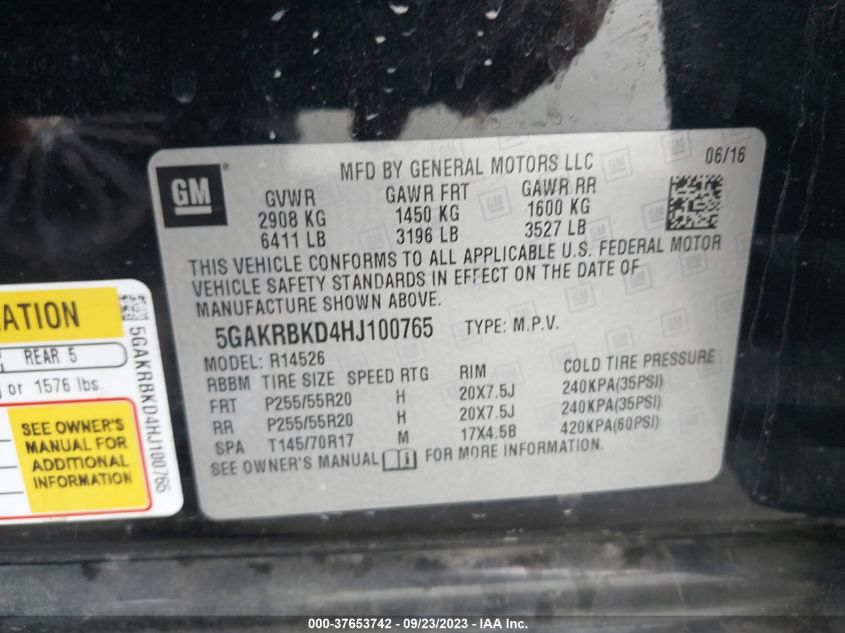 GM
MFD BY GENERAL MOTORS LLC
06/16
GVWR GAWR FRT GAWR RR
2908 KG 1450 KG 1600 KG
6411 LB 3196 LB 3527 LB
THIS VEHICLE CONFORMS TO ALL APPLICABLE U.S. FEDERAL MOTOR
VEHICLE SAFETY STANDARDS IN EFFECT ON THE DATE OF
MANUFACTURE SHOWN ABOVE.
5GAKRBKD4HJ100765 TYPE: M.P.V.
MODEL: R14526
RBBM TIRE SIZE SPEED RTG RIM COLD TIRE PRESSURE
FRT P255/55R20 H 20X7.5J 240KPA(35PSI)
RR P255/55R20 H 20X7.5J 240KPA(35PSI)
SPA T145/70R17 M 17X4.5B 420KPA(60PSI)
SEE OWNER'S MANUAL FOR MORE INFORMATION.
MATION
REAR 5
or 1576 lbs.
SEE OWNER'S
MANUAL FOR
ADDITIONAL
INFORMATION
5GAKRBKD4HJ100765
000-37653742 - 09/23/2023 - IAA Inc.